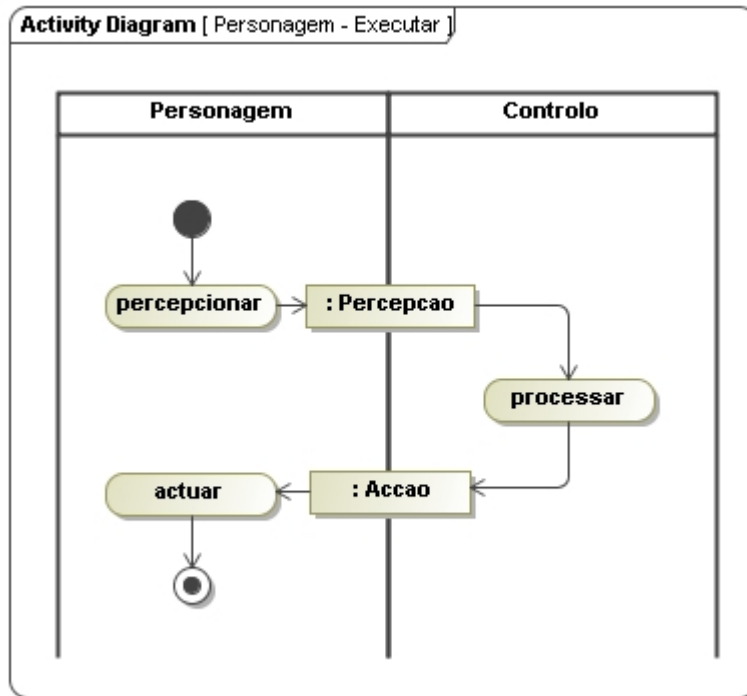 Activity Diagram [ Personagem - Executar ]
Personagem
Controlo
percepcionar
: Percepcao
processar
actuar
: Accao